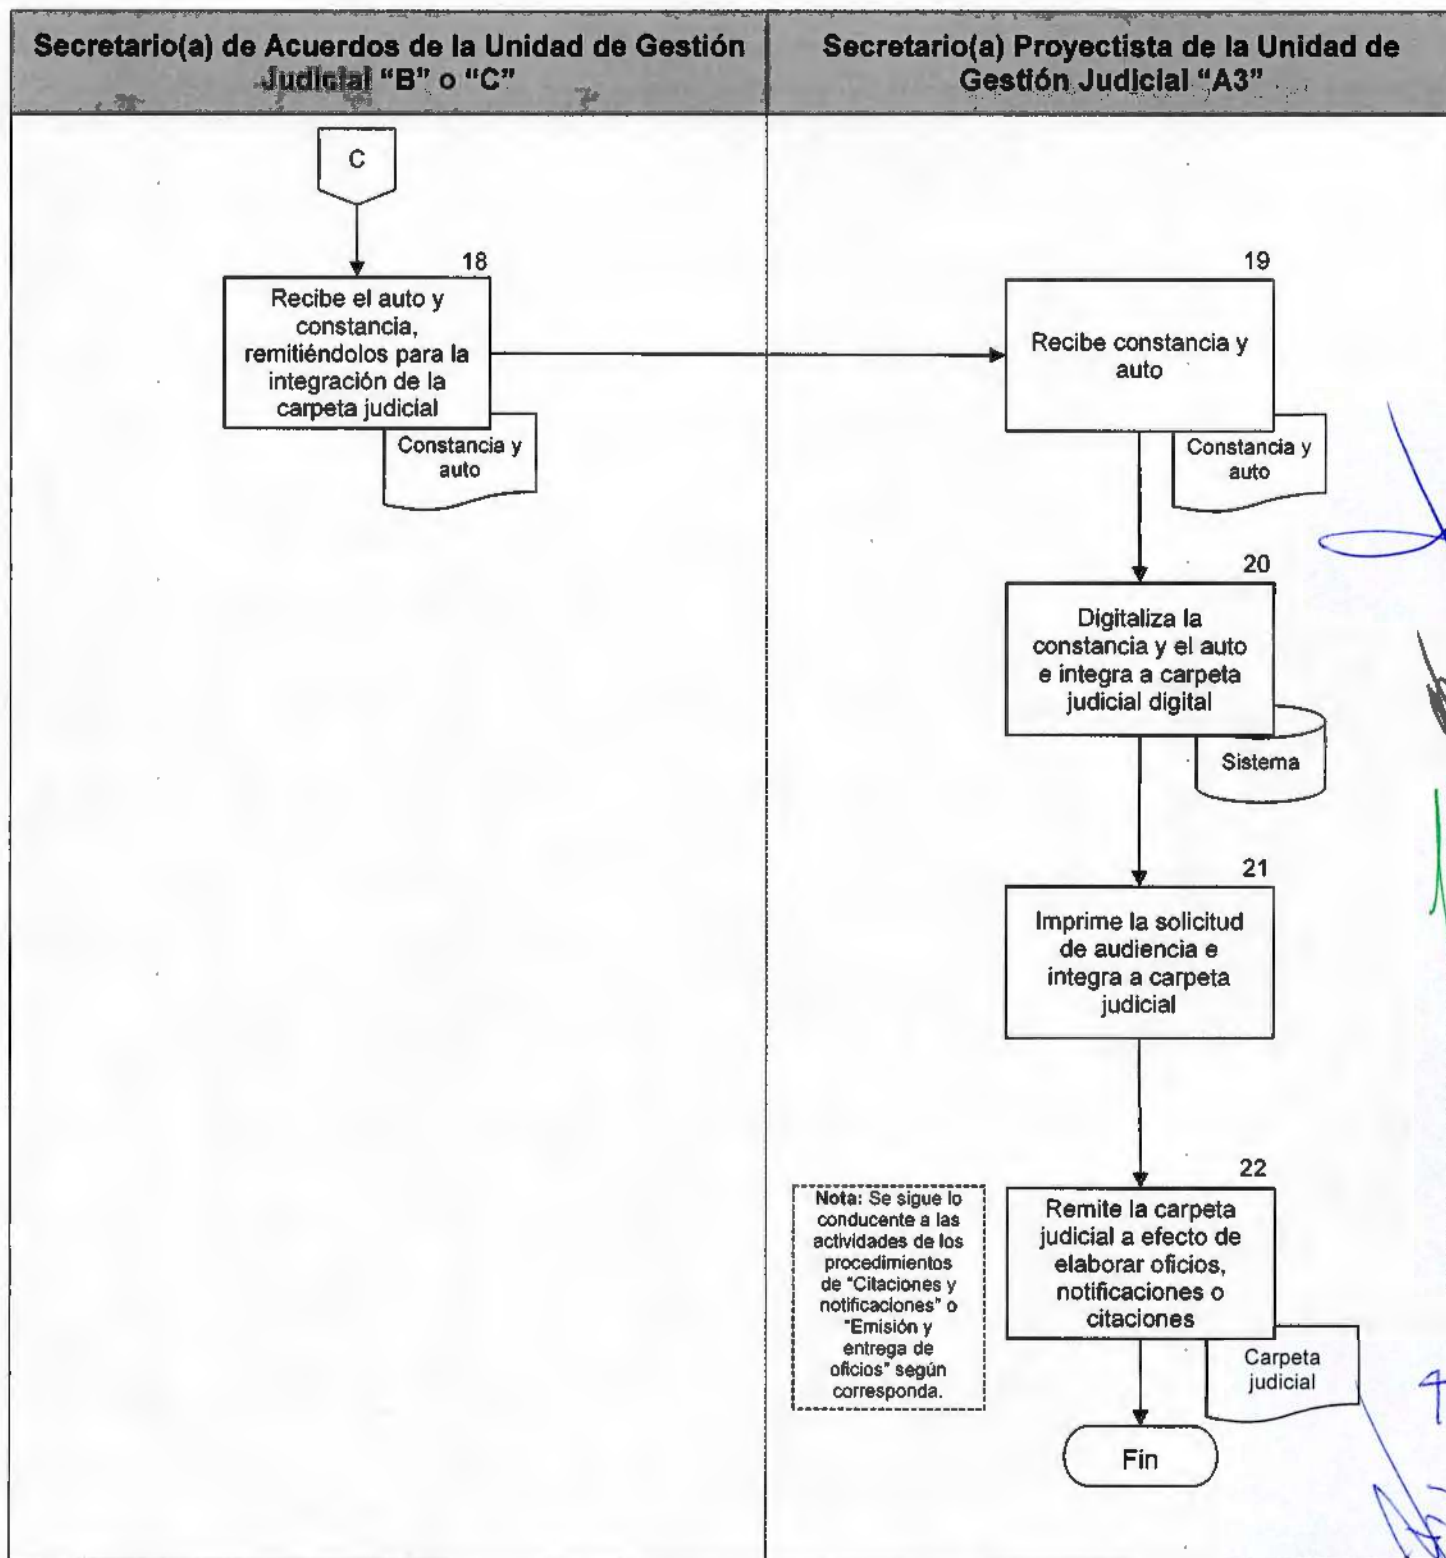 Secretario(a) de Acuerdos de la Unidad de Gestión
Judicial “B” o “C”
Secretario(a) Proyectista de la Unidad de
Gestión Judicial “A3”
C
18
Recibe el auto y
constancia,
remitiéndolos para la
integración de la
carpeta judicial
Constancia y
auto
19
Recibe constancia y
auto
Constancia y
auto
20
Digitaliza la
constancia y el auto
e integra a carpeta
judicial digital
Sistema
21
Imprime la solicitud
de audiencia e
integra a carpeta
judicial
22
Remite la carpeta
judicial a efecto de
elaborar oficios,
notificaciones o
citaciones
Carpeta
judicial
Nota: Se sigue lo
conducente a las
actividades de los
procedimientos
de "Citaciones y
notificaciones" o
"Emisión y
entrega de
oficios" según
corresponda.
Fin